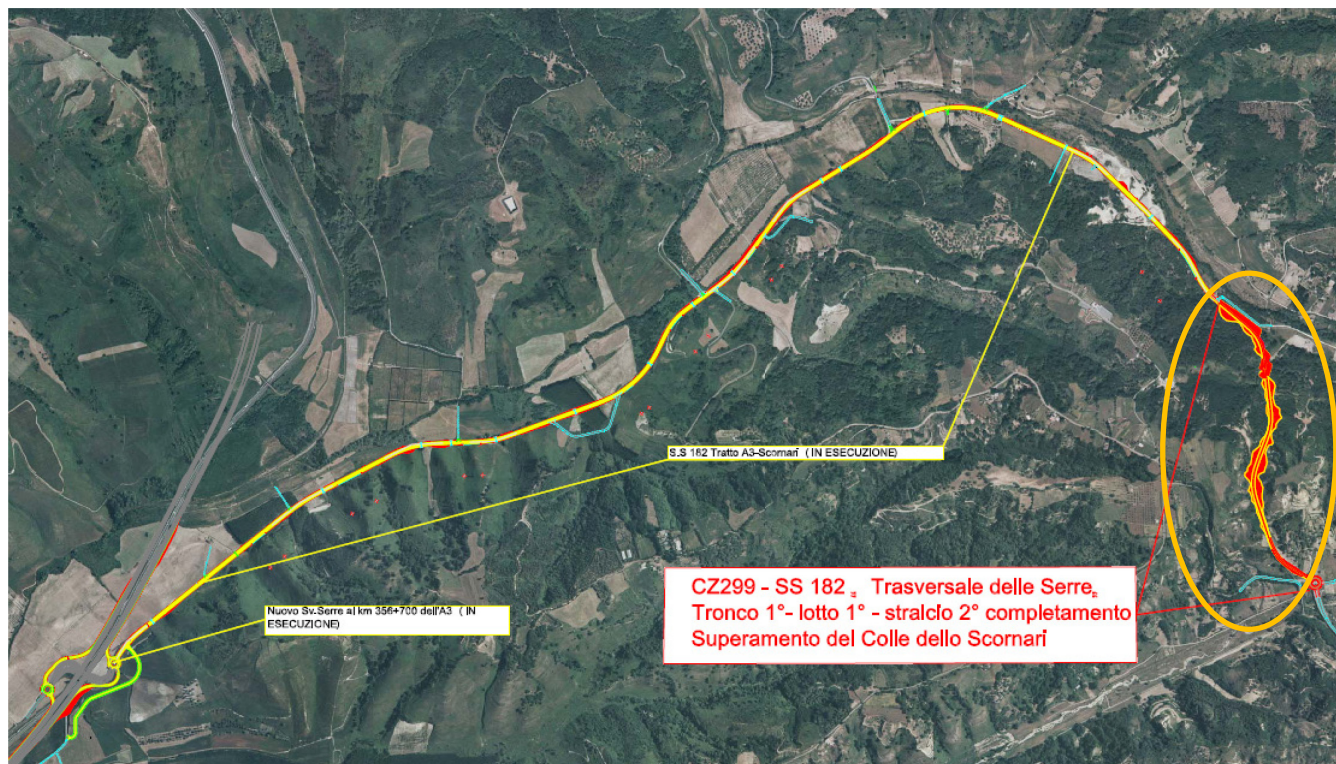 S.S 182 Tratto A3-Scornari ( IN ESECUZIONE)
Nuovo Sv.Serre al km 356+700 dell'A3 ( IN
ESECUZIONE)
CZ299 - SS 182 " Trasversale delle Serre"
Tronco 1°- lotto 1° - stralcio 2° completamento
Superamento del Colle dello Scornari